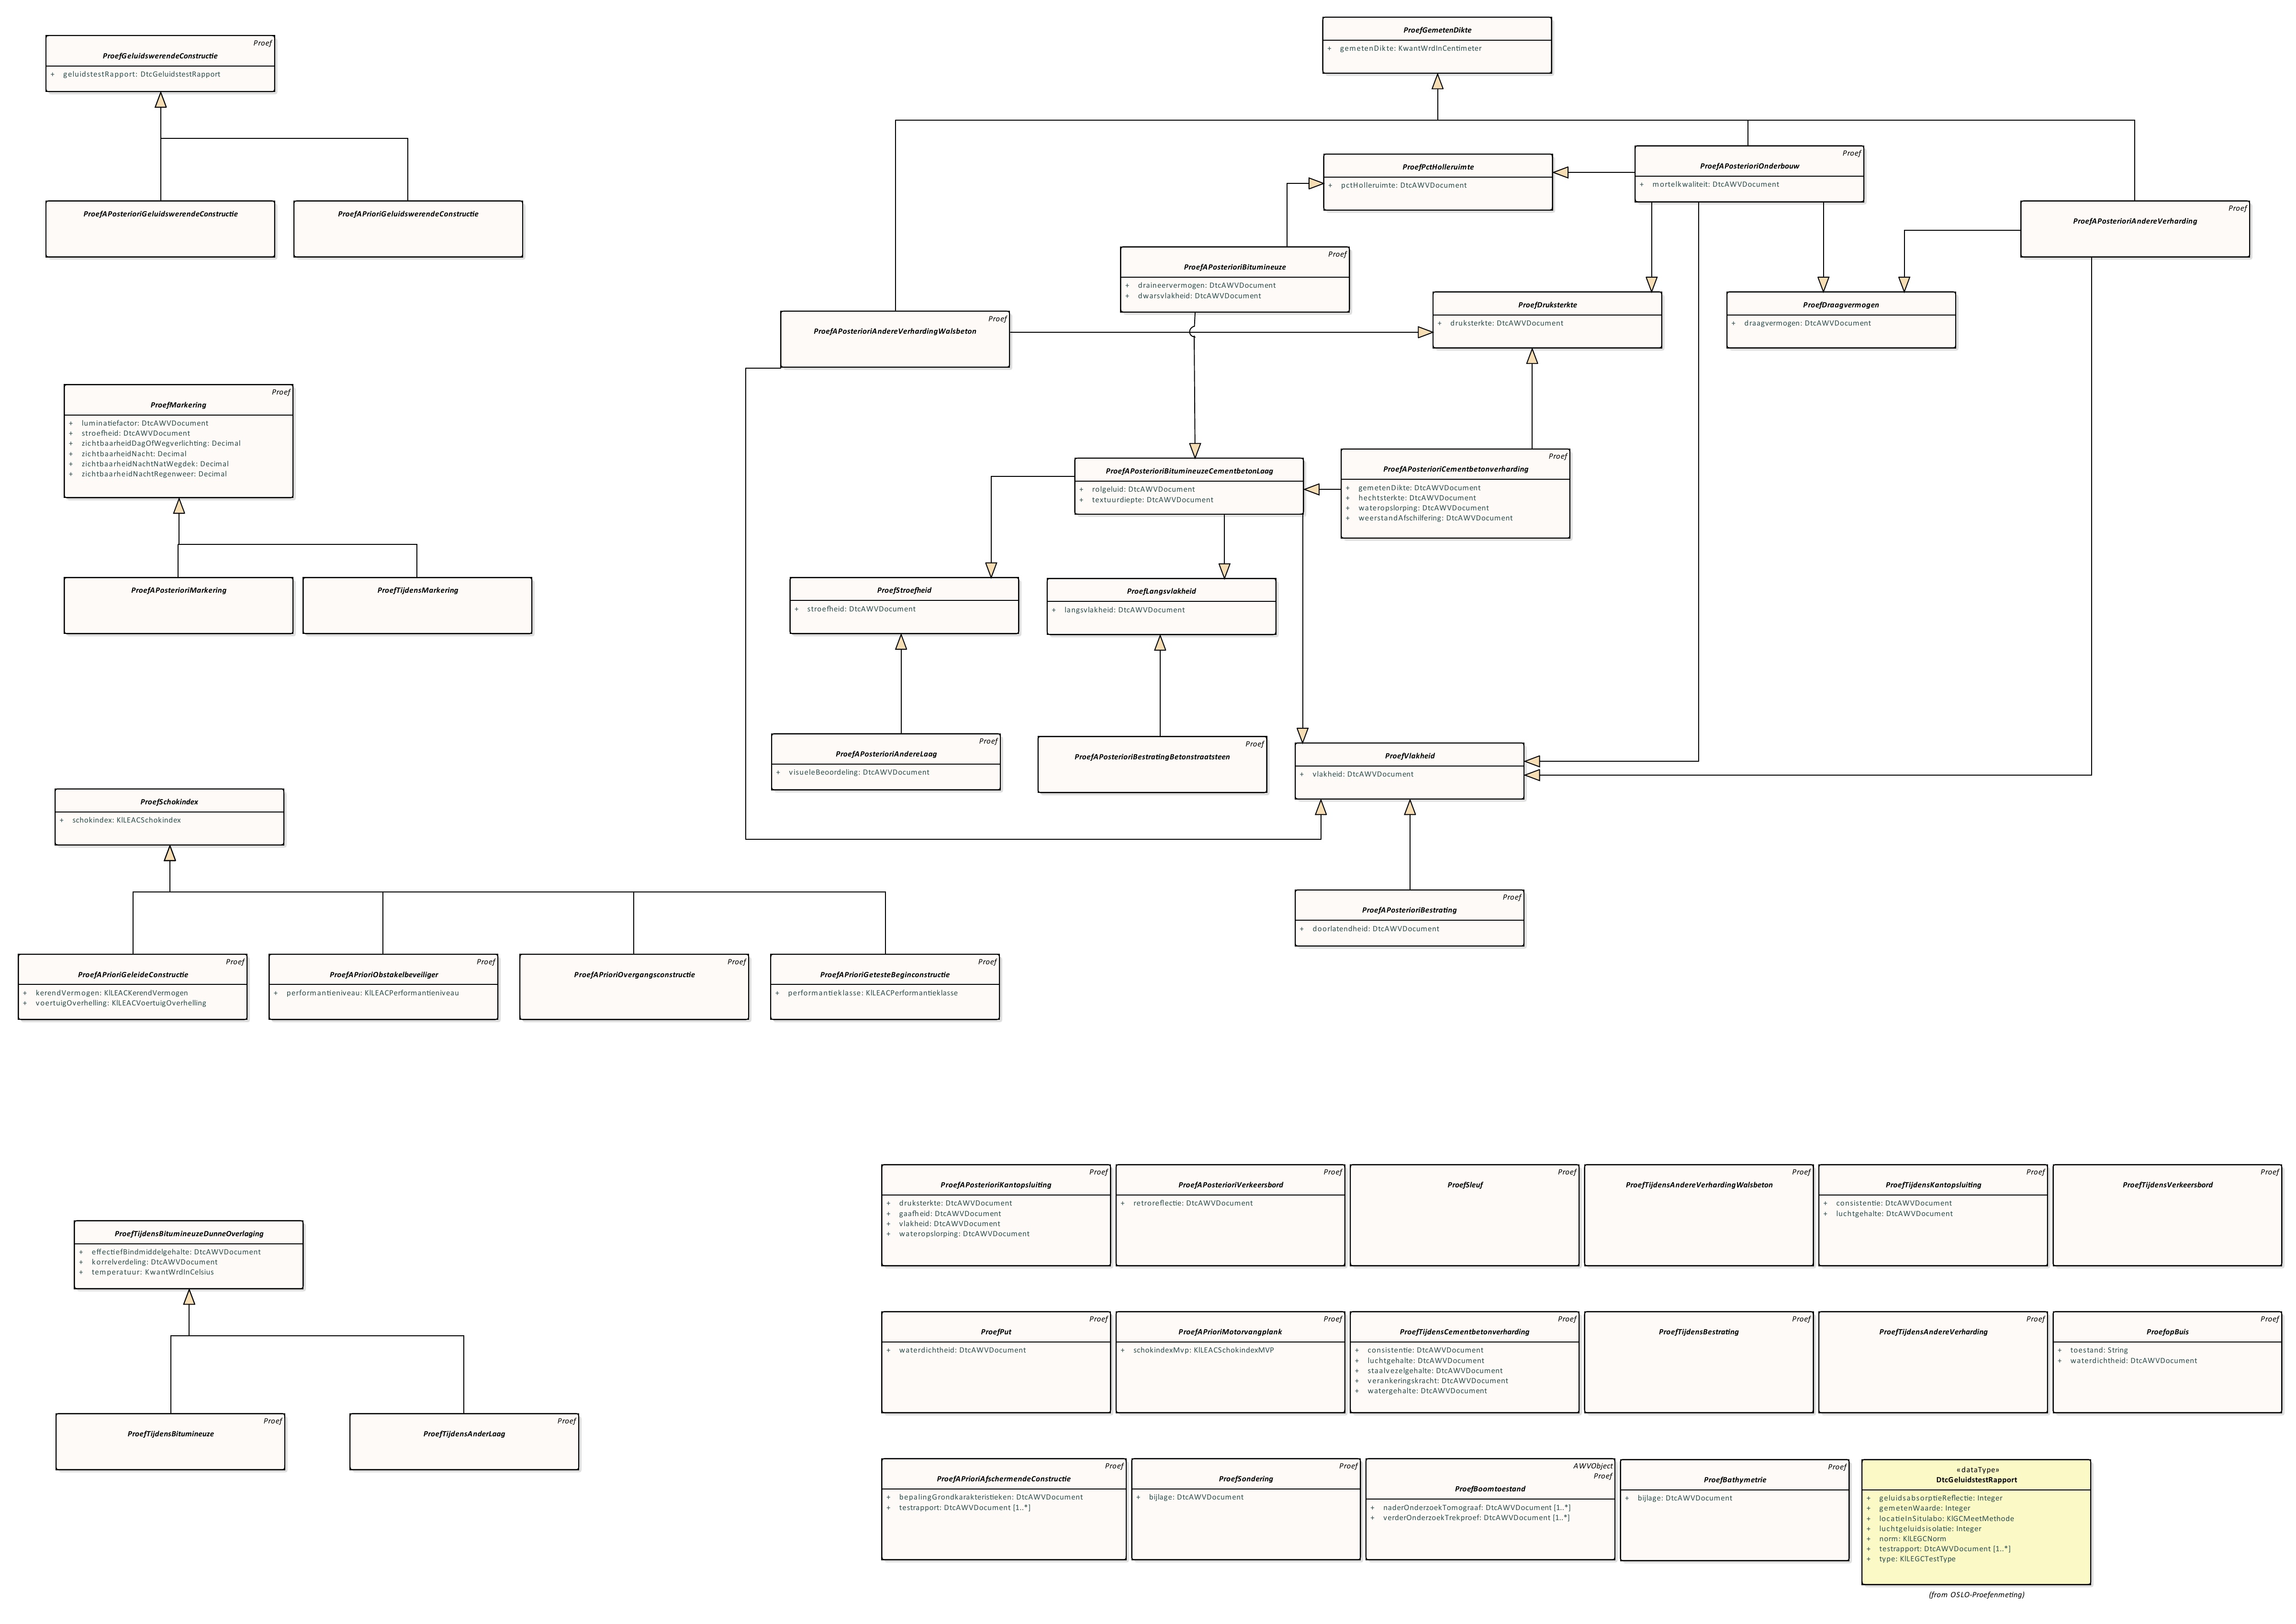 Proef
ProefGeluidswerendeConstructie
+ geluidstestRapport: DtcGeluidstestRapport
ProefAPosterioriGeluidswerendeConstructie
ProefAPrioriGeluidswerendeConstructie
Proef
ProefMarkering
+ luminatiefactor: DtcAWVDocument
+ stroefheid: DtcAWVDocument
+ zichtbaarheidDagOfWegverlichting: Decimal
+ zichtbaarheidNacht: Decimal
+ zichtbaarheidNachtNatWegdek: Decimal
+ zichtbaarheidNachtRegenweer: Decimal
ProefAPosterioriMarkering
ProefTijdensMarkering
ProefSchokindex
+ schokindex: KlLEACSchokindex
Proef
ProefAPrioriGeleideConstructie
+ kerendVermogen: KlLEACKerendVermogen
+ voertuigOverhelling: KlLEACVoertuigOverhelling
Proef
ProefAPrioriObstakelbeveiliger
+ performantieniveau: KlLEACPerformantieniveau
Proef
ProefAPrioriOvergangsconstructie
Proef
ProefAPrioriGetesteBeginconstructie
+ performantieklasse: KlLEACPerformantieklasse
ProefTijdensBitumineuzeDunneOverlaging
+ effectiefBindmiddelgehalte: DtcAWVDocument
+ korrelverdeling: DtcAWVDocument
+ temperatuur: KwantWrdInCelsius
Proef
ProefTijdensBitumineuze
Proef
ProefTijdensAnderLaag
ProefGemetenDikte
+ gemetenDikte: KwantWrdInCentimeter
ProefPctHolleruimte
+ pctHolleruimte: DtcAWVDocument
Proef
ProefAPosterioriOnderbouw
+ mortelkwaliteit: DtcAWVDocument
Proef
ProefAPosterioriAndereVerharding
Proef
ProefAPosterioriBitumineuze
+ draineervermogen: DtcAWVDocument
+ dwarsvlakheid: DtcAWVDocument
Proef
ProefAPosterioriAndereVerhardingWalsbeton
ProefDruksterkte
+ druksterkte: DtcAWVDocument
ProefDraagvermogen
+ draagvermogen: DtcAWVDocument
ProefAPosterioriBitumineuzeCementbetonLaag
+ rolgeluid: DtcAWVDocument
+ textuurdiepte: DtcAWVDocument
Proef
ProefAPosterioriCementbetonverharding
+ gemetenDikte: DtcAWVDocument
+ hechtsterkte: DtcAWVDocument
+ wateropslorping: DtcAWVDocument
+ weerstandAfschilfering: DtcAWVDocument
ProefStroefheid
+ stroefheid: DtcAWVDocument
ProefLangsvlakheid
+ langsvlakheid: DtcAWVDocument
Proef
ProefAPosterioriAndereLaag
+ visueleBeoordeling: DtcAWVDocument
Proef
ProefAPosterioriBestratingBetonstraatsteen
ProefVlakheid
+ vlakheid: DtcAWVDocument
Proef
ProefAPosterioriBestrating
+ doorlatendheid: DtcAWVDocument
Proef
ProefAPosterioriKantopsluiting
+ druksterkte: DtcAWVDocument
+ gaafheid: DtcAWVDocument
+ vlakheid: DtcAWVDocument
+ wateropslorping: DtcAWVDocument
Proef
ProefAPosterioriVerkeersbord
+ retroreflectie: DtcAWVDocument
Proef
ProefSleuf
Proef
ProefTijdensAndereVerhardingWalsbeton
Proef
ProefTijdensKantopsluiting
+ consistentie: DtcAWVDocument
+ luchtgehalte: DtcAWVDocument
Proef
ProefTijdensVerkeersbord
Proef
ProefPut
+ waterdichtheid: DtcAWVDocument
Proef
ProefAPrioriMotorvangplank
+ schokindexMvp: KlLEACSchokindexMVP
Proef
ProefTijdensCementbetonverharding
+ consistentie: DtcAWVDocument
+ luchtgehalte: DtcAWVDocument
+ staalvezelgehalte: DtcAWVDocument
+ verankeringskracht: DtcAWVDocument
+ watergehalte: DtcAWVDocument
Proef
ProefTijdensBestrating
Proef
ProefTijdensAndereVerharding
Proef
ProefopBuis
+ toestand: String
+ waterdichtheid: DtcAWVDocument
Proef
ProefAPrioriAfschermendeConstructie
+ bepalingGrondkarakteristieken: DtcAWVDocument
+ testrapport: DtcAWVDocument [1..*]
Proef
ProefSondering
+ bijlage: DtcAWVDocument
AWVObject
Proef
ProefBoomtoestand
+ naderOnderzoekTomograaf: DtcAWVDocument [1..*]
+ verderOnderzoekTrekproef: DtcAWVDocument [1..*]
Proef
ProefBathymetrie
+ bijlage: DtcAWVDocument
«dataType»
DtcGeluidstestRapport
+ geluidsabsorptieReflectie: Integer
+ gemetenWaarde: Integer
+ locatieInSitulabo: KlGCMeetMethode
+ luchtgeluidsisolatie: Integer
+ norm: KlLEGCNorm
+ testrapport: DtcAWVDocument [1..*]
+ type: KlLEGCTestType
(from OSLO-Proefenmeting)